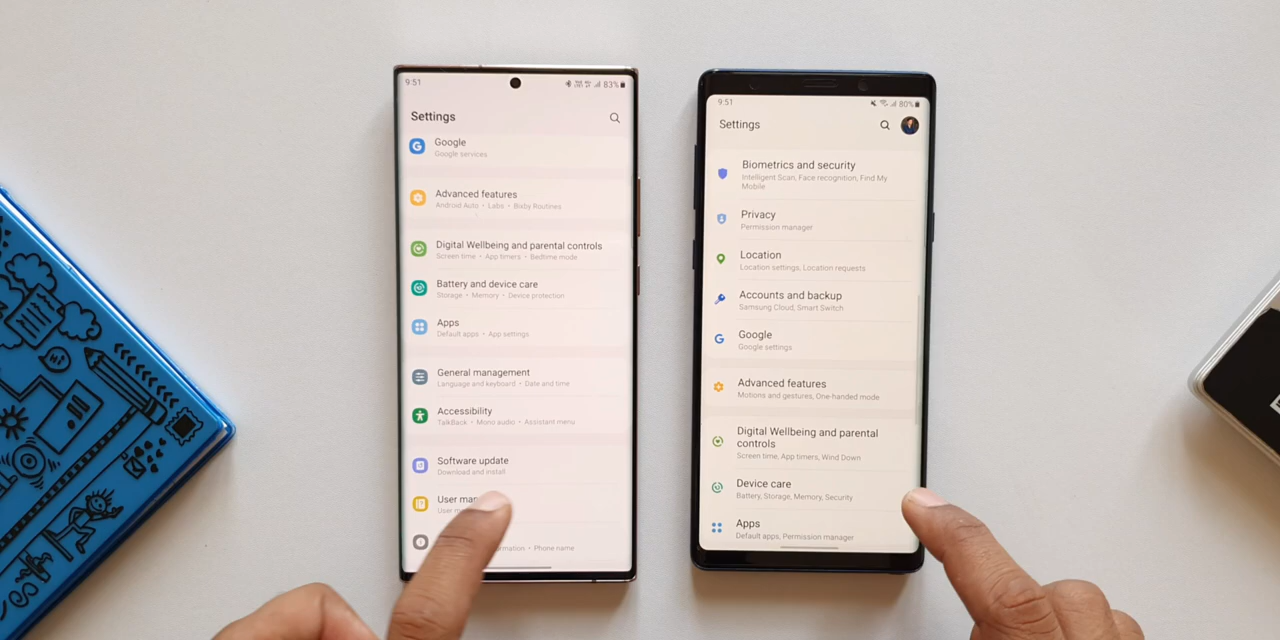 9:51
83%
Settings
Google
Google services
Advanced features
Android Auto • Labs • Bixby Routines
Digital Wellbeing and parental controls
Screen time • App timers • Bedtime mode
Battery and device care
Storage • Memory • Device protection
Apps
Default apps • App settings
General management
Language and keyboard • Date and time
Accessibility
TalkBack • Mono audio • Assistant menu
Software update
Download and install
User
User
• Phone name
9:51
80%
Settings
Biometrics and security
Intelligent Scan, Face recognition, Find My
Mobile
Privacy
Permission manager
Location
Location settings, Location requests
Accounts and backup
Samsung Cloud, Smart Switch
Google
Google settings
Advanced features
Motions and gestures, One-handed mode
Digital Wellbeing and parental
controls
Screen time, App timers, Wind Down
Device care
Battery, Storage, Memory, Security
Apps
Default apps, Permission manager